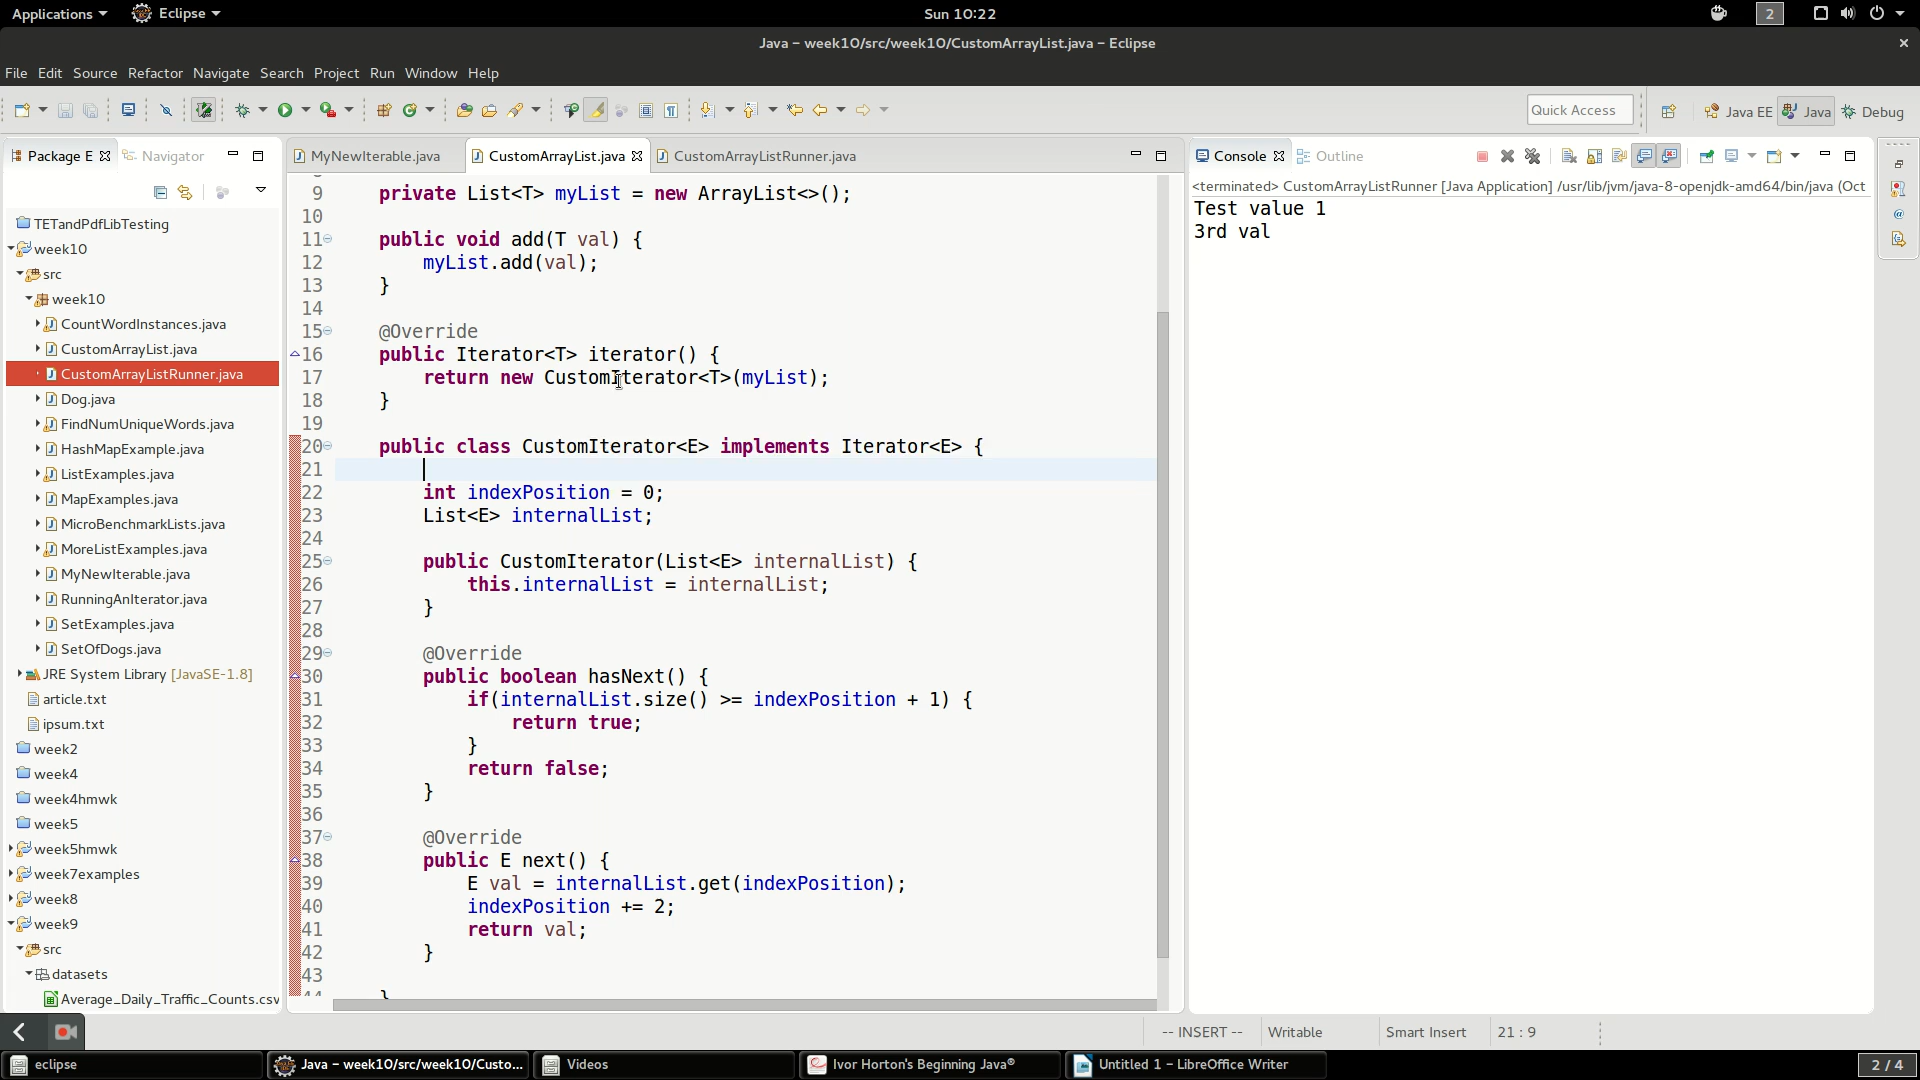 Applications
Eclipse
Sun 10:22
2
Java – week10/src/week10/CustomArrayList.java – Eclipse
File Edit Source Refactor Navigate Search Project Run Window Help
Quick Access
Java EE
Java
Debug
Package E
Navigator
MyNewIterable.java
CustomArrayList.java
CustomArrayListRunner.java
Console
Outline
TETandPdfLibTesting
week10
src
week10
CountWordInstances.java
CustomArrayList.java
CustomArrayListRunner.java
Dog.java
FindNumUniqueWords.java
HashMapExample.java
ListExamples.java
MapExamples.java
MicroBenchmarkLists.java
MoreListExamples.java
MyNewIterable.java
RunningAnIterator.java
SetExamples.java
SetOfDogs.java
JRE System Library [JavaSE-1.8]
article.txt
ipsum.txt
week2
week4
week4hmwk
week5
week5hmwk
week7examples
week8
week9
src
datasets
Average_Daily_Traffic_Counts.csv
9 private List<T> myList = new ArrayList<>();
10
11 public void add(T val) {
12 myList.add(val);
13 }
14
15 @Override
16 public Iterator<T> iterator() {
17 return new CustomIterator<T>(myList);
18 }
19
20 public class CustomIterator<E> implements Iterator<E> {
21
22 int indexPosition = 0;
23 List<E> internalList;
24
25 public CustomIterator(List<E> internalList) {
26 this.internalList = internalList;
27 }
28
29 @Override
30 public boolean hasNext() {
31 if(internalList.size() >= indexPosition + 1) {
32 return true;
33 }
34 return false;
35 }
36
37 @Override
38 public E next() {
39 E val = internalList.get(indexPosition);
40 indexPosition += 2;
41 return val;
42 }
43
44 }
<terminated> CustomArrayListRunner [Java Application] /usr/lib/jvm/java-8-openjdk-amd64/bin/java (Oct
Test value 1
3rd val
-- INSERT --
Writable
Smart Insert
21 : 9
eclipse
Java – week10/src/week10/Custo...
Videos
Ivor Horton's Beginning Java®
Untitled 1 – LibreOffice Writer
2 / 4